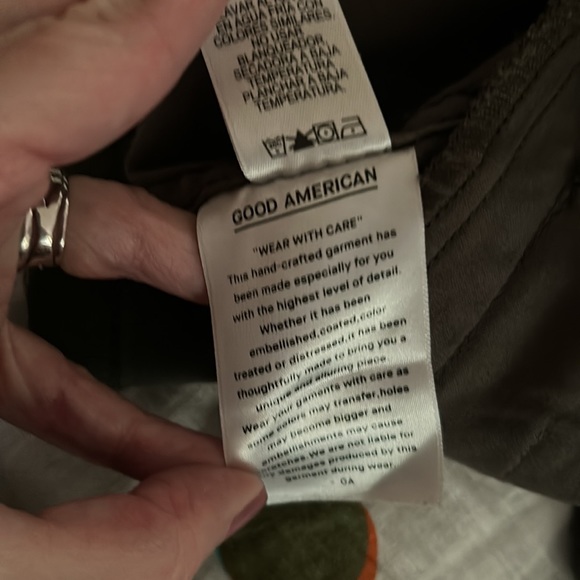 AGUA FRÍA CON
COLORES SIMILARES
NO USAR
BLANQUEADOR
SECADORA A BAJA
TEMPERATURA
PLANCHAR A BAJA
TEMPERATURA.
GOOD AMERICAN
"WEAR WITH CARE"
This hand-crafted garment has
been made especially for you
with the highest level of detail.
Whether it has been
embellished,coated,color
treated or distressed,it has been
thoughtfully made to bring you a
unique and alluring piece
Wear your gaments with care as
some colors may transfer,holes
may become bigger and
embellishments may cause
scratches.We are not liable for
any damages produced by this
garment during wear
GA